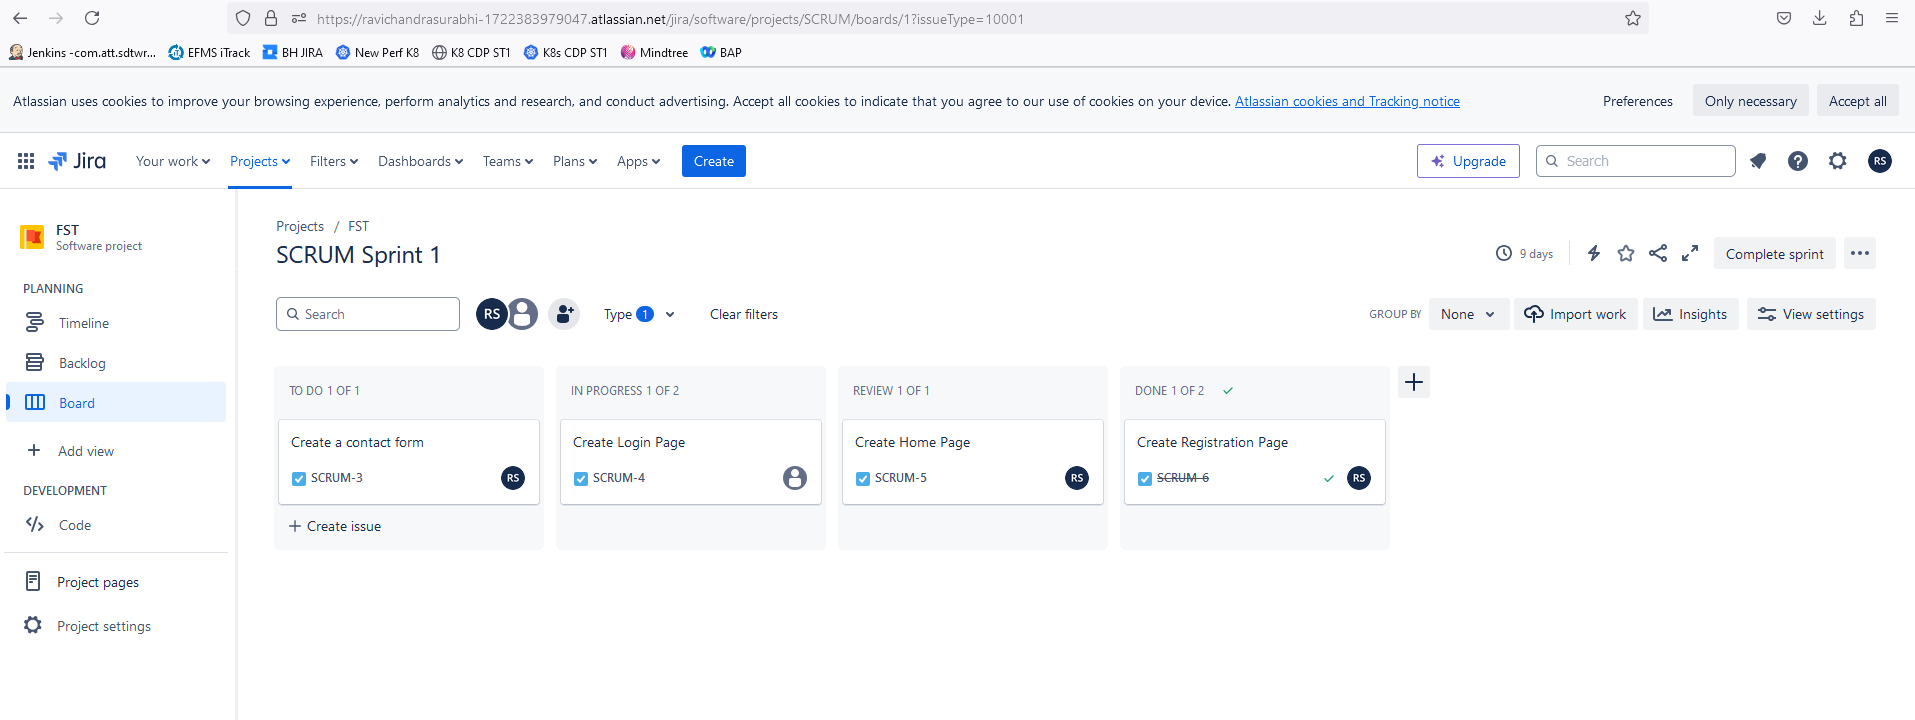 https://ravichandrasurabhi-1722383979047.atlassian.net/jira/software/projects/SCRUM/boards/1?issueType=10001
Jenkins -com.att.sdtwr... EFMS iTrack BH JIRA New Perf K8 K8 CDP ST1 K8s CDP ST1 Mindtree BAP
Atlassian uses cookies to improve your browsing experience, perform analytics and research, and conduct advertising. Accept all cookies to indicate that you agree to our use of cookies on your device. Atlassian cookies and Tracking notice Preferences Only necessary Accept all
Jira Your work Projects Filters Dashboards Teams Plans Apps Create Upgrade Search RS
FST
Software project
PLANNING
Timeline
Backlog
Board
Add view
DEVELOPMENT
Code
Project pages
Project settings
Projects / FST
SCRUM Sprint 1
9 days Complete sprint
Search RS Type 1 Clear filters GROUP BY None Import work Insights View settings
TO DO 1 OF 1
Create a contact form
SCRUM-3 RS
Create issue
IN PROGRESS 1 OF 2
Create Login Page
SCRUM-4
REVIEW 1 OF 1
Create Home Page
SCRUM-5 RS
DONE 1 OF 2
Create Registration Page
SCRUM-6 RS